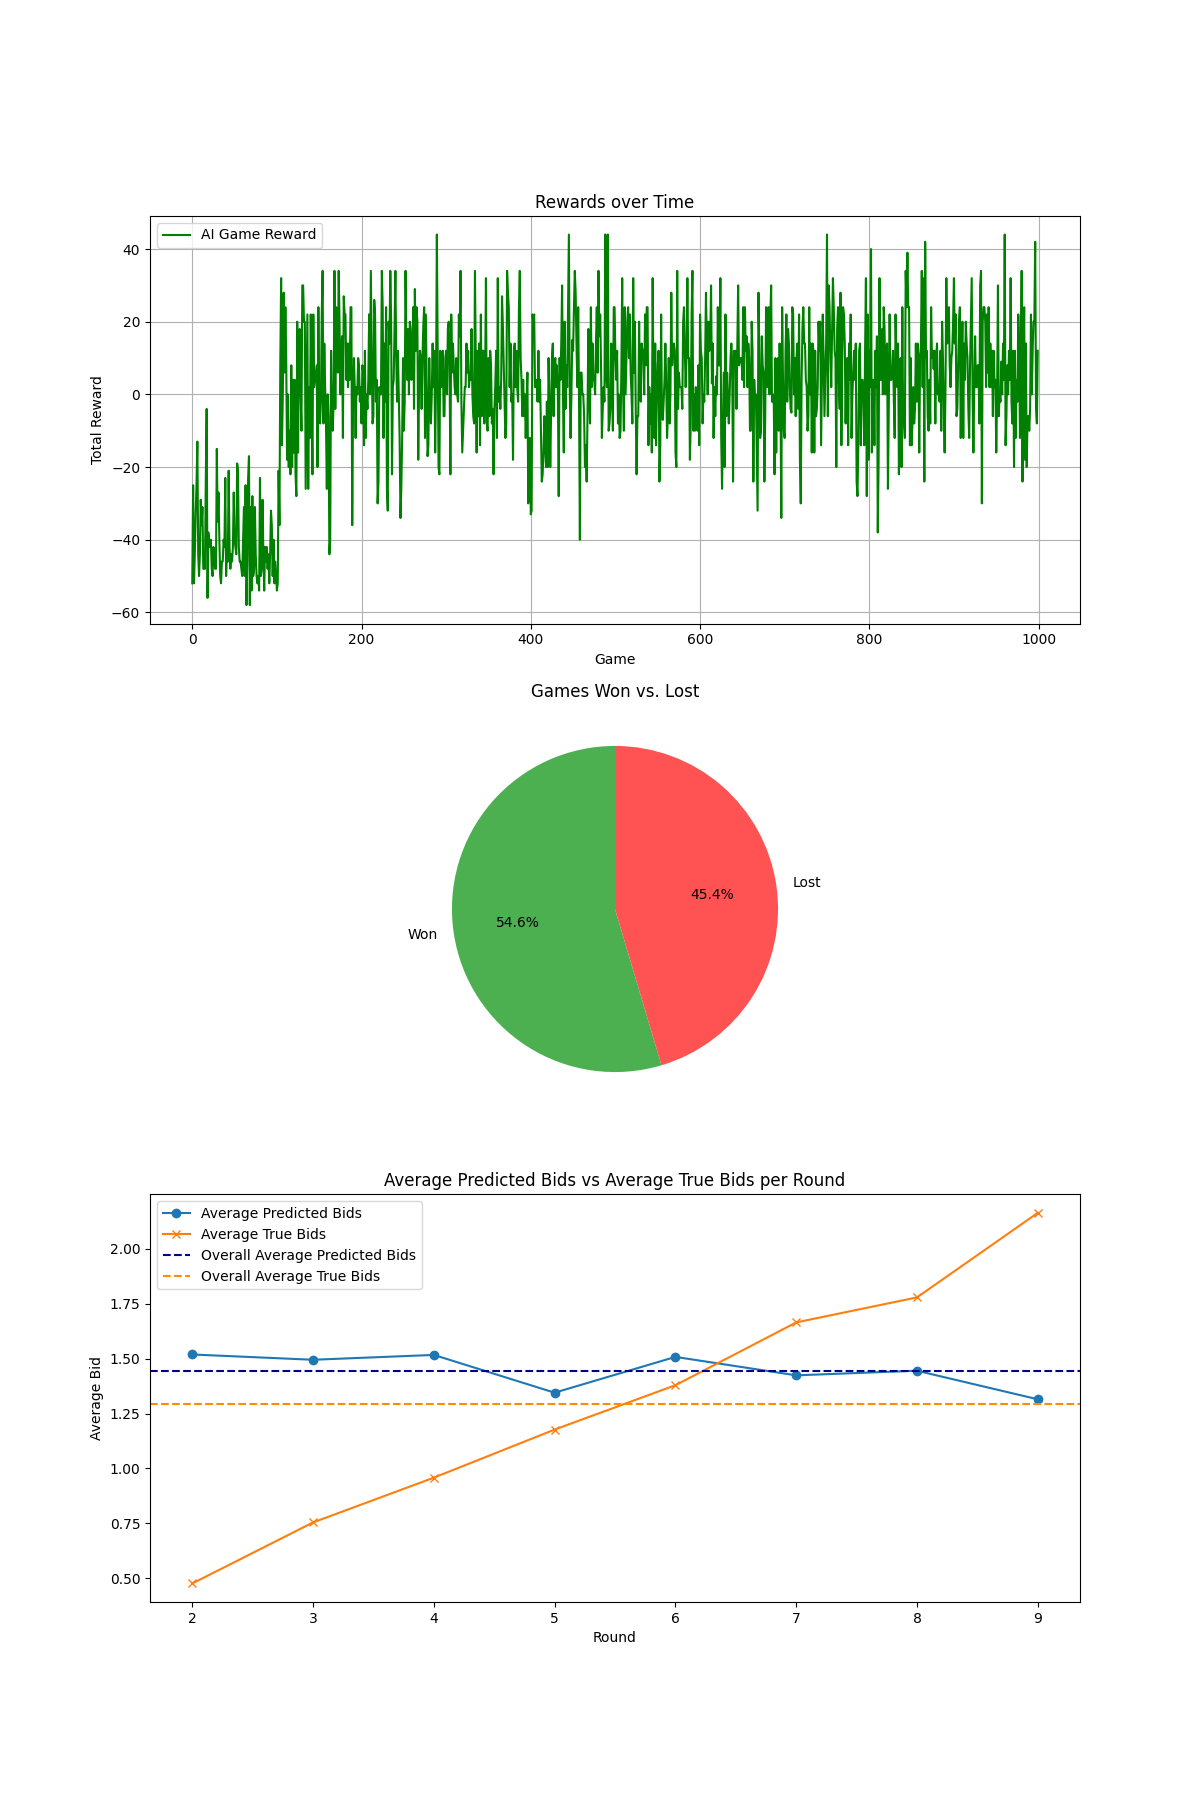 Rewards over Time
AI Game Reward
40
20
0
−20
−40
−60
Total Reward
0 200 400 600 800 1000
Game
Games Won vs. Lost
45.4%
Lost
54.6%
Won
Average Predicted Bids vs Average True Bids per Round
Average Predicted Bids
Average True Bids
Overall Average Predicted Bids
Overall Average True Bids
2.00
1.75
1.50
1.25
1.00
0.75
0.50
Average Bid
2 3 4 5 6 7 8 9
Round